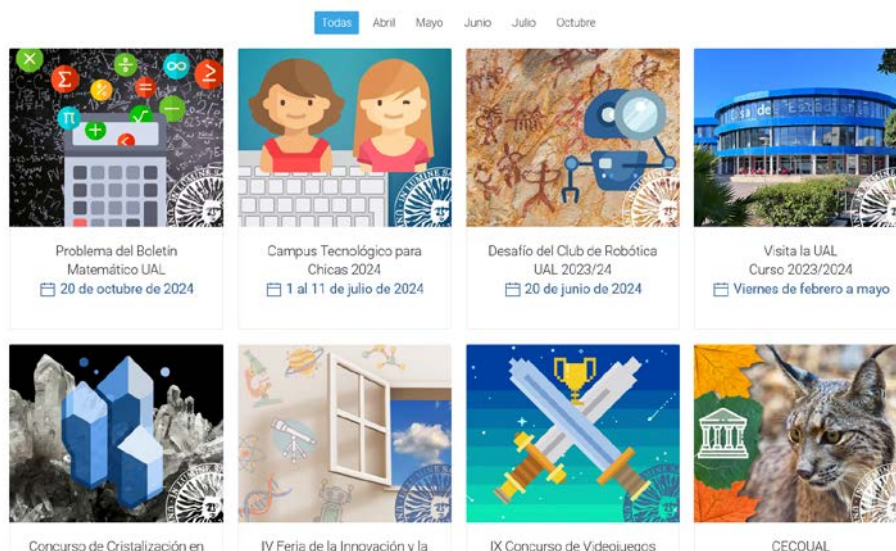 Todas Abril Mayo Junio Julio Octubre
Problema del Boletín
Matemático UAL
20 de octubre de 2024
Campus Tecnológico para
Chicas 2024
1 al 11 de julio de 2024
Desafío del Club de Robótica
UAL 2023/24
20 de junio de 2024
Visita la UAL
Curso 2023/2024
Viernes de febrero a mayo
Concurso de Cristalización en
IV Feria de la Innovación y la
IX Concurso de Videojuegos
CECOUAL